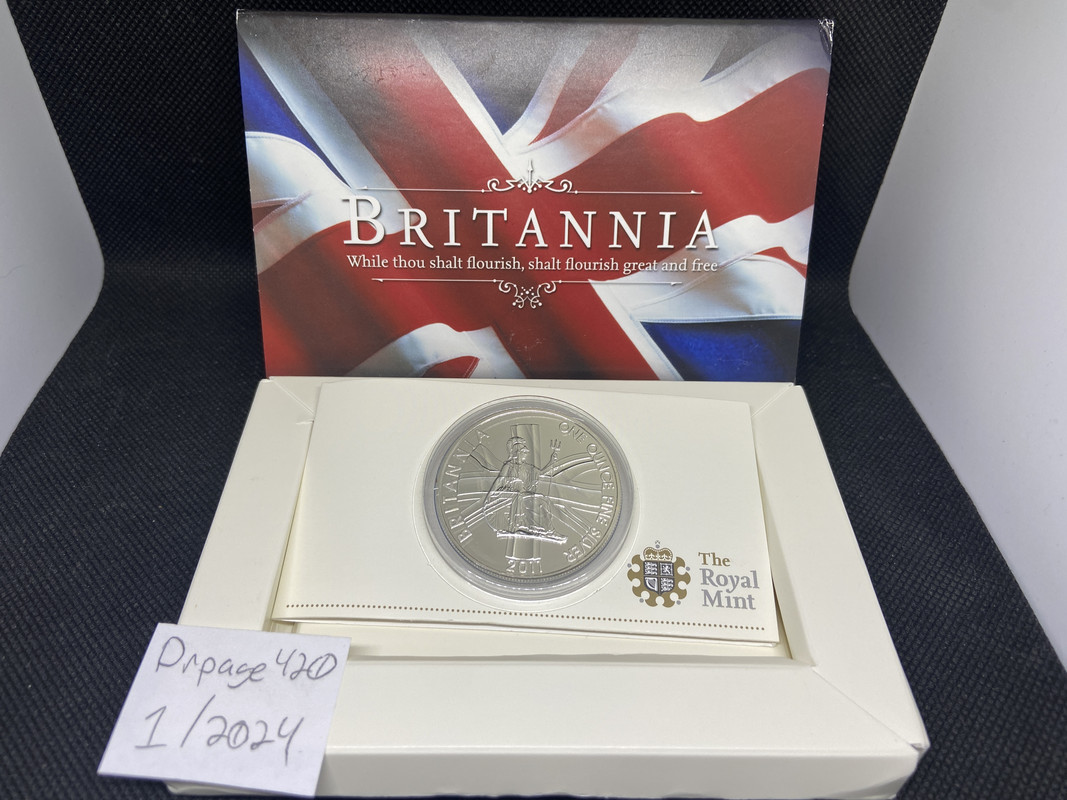 BRITANNIA
While thou shalt flourish, shalt flourish great and free
BRITANNIA
ONE OUNCE FINE SILVER
2011
The
Royal
Mint
Drpage420
1/2024